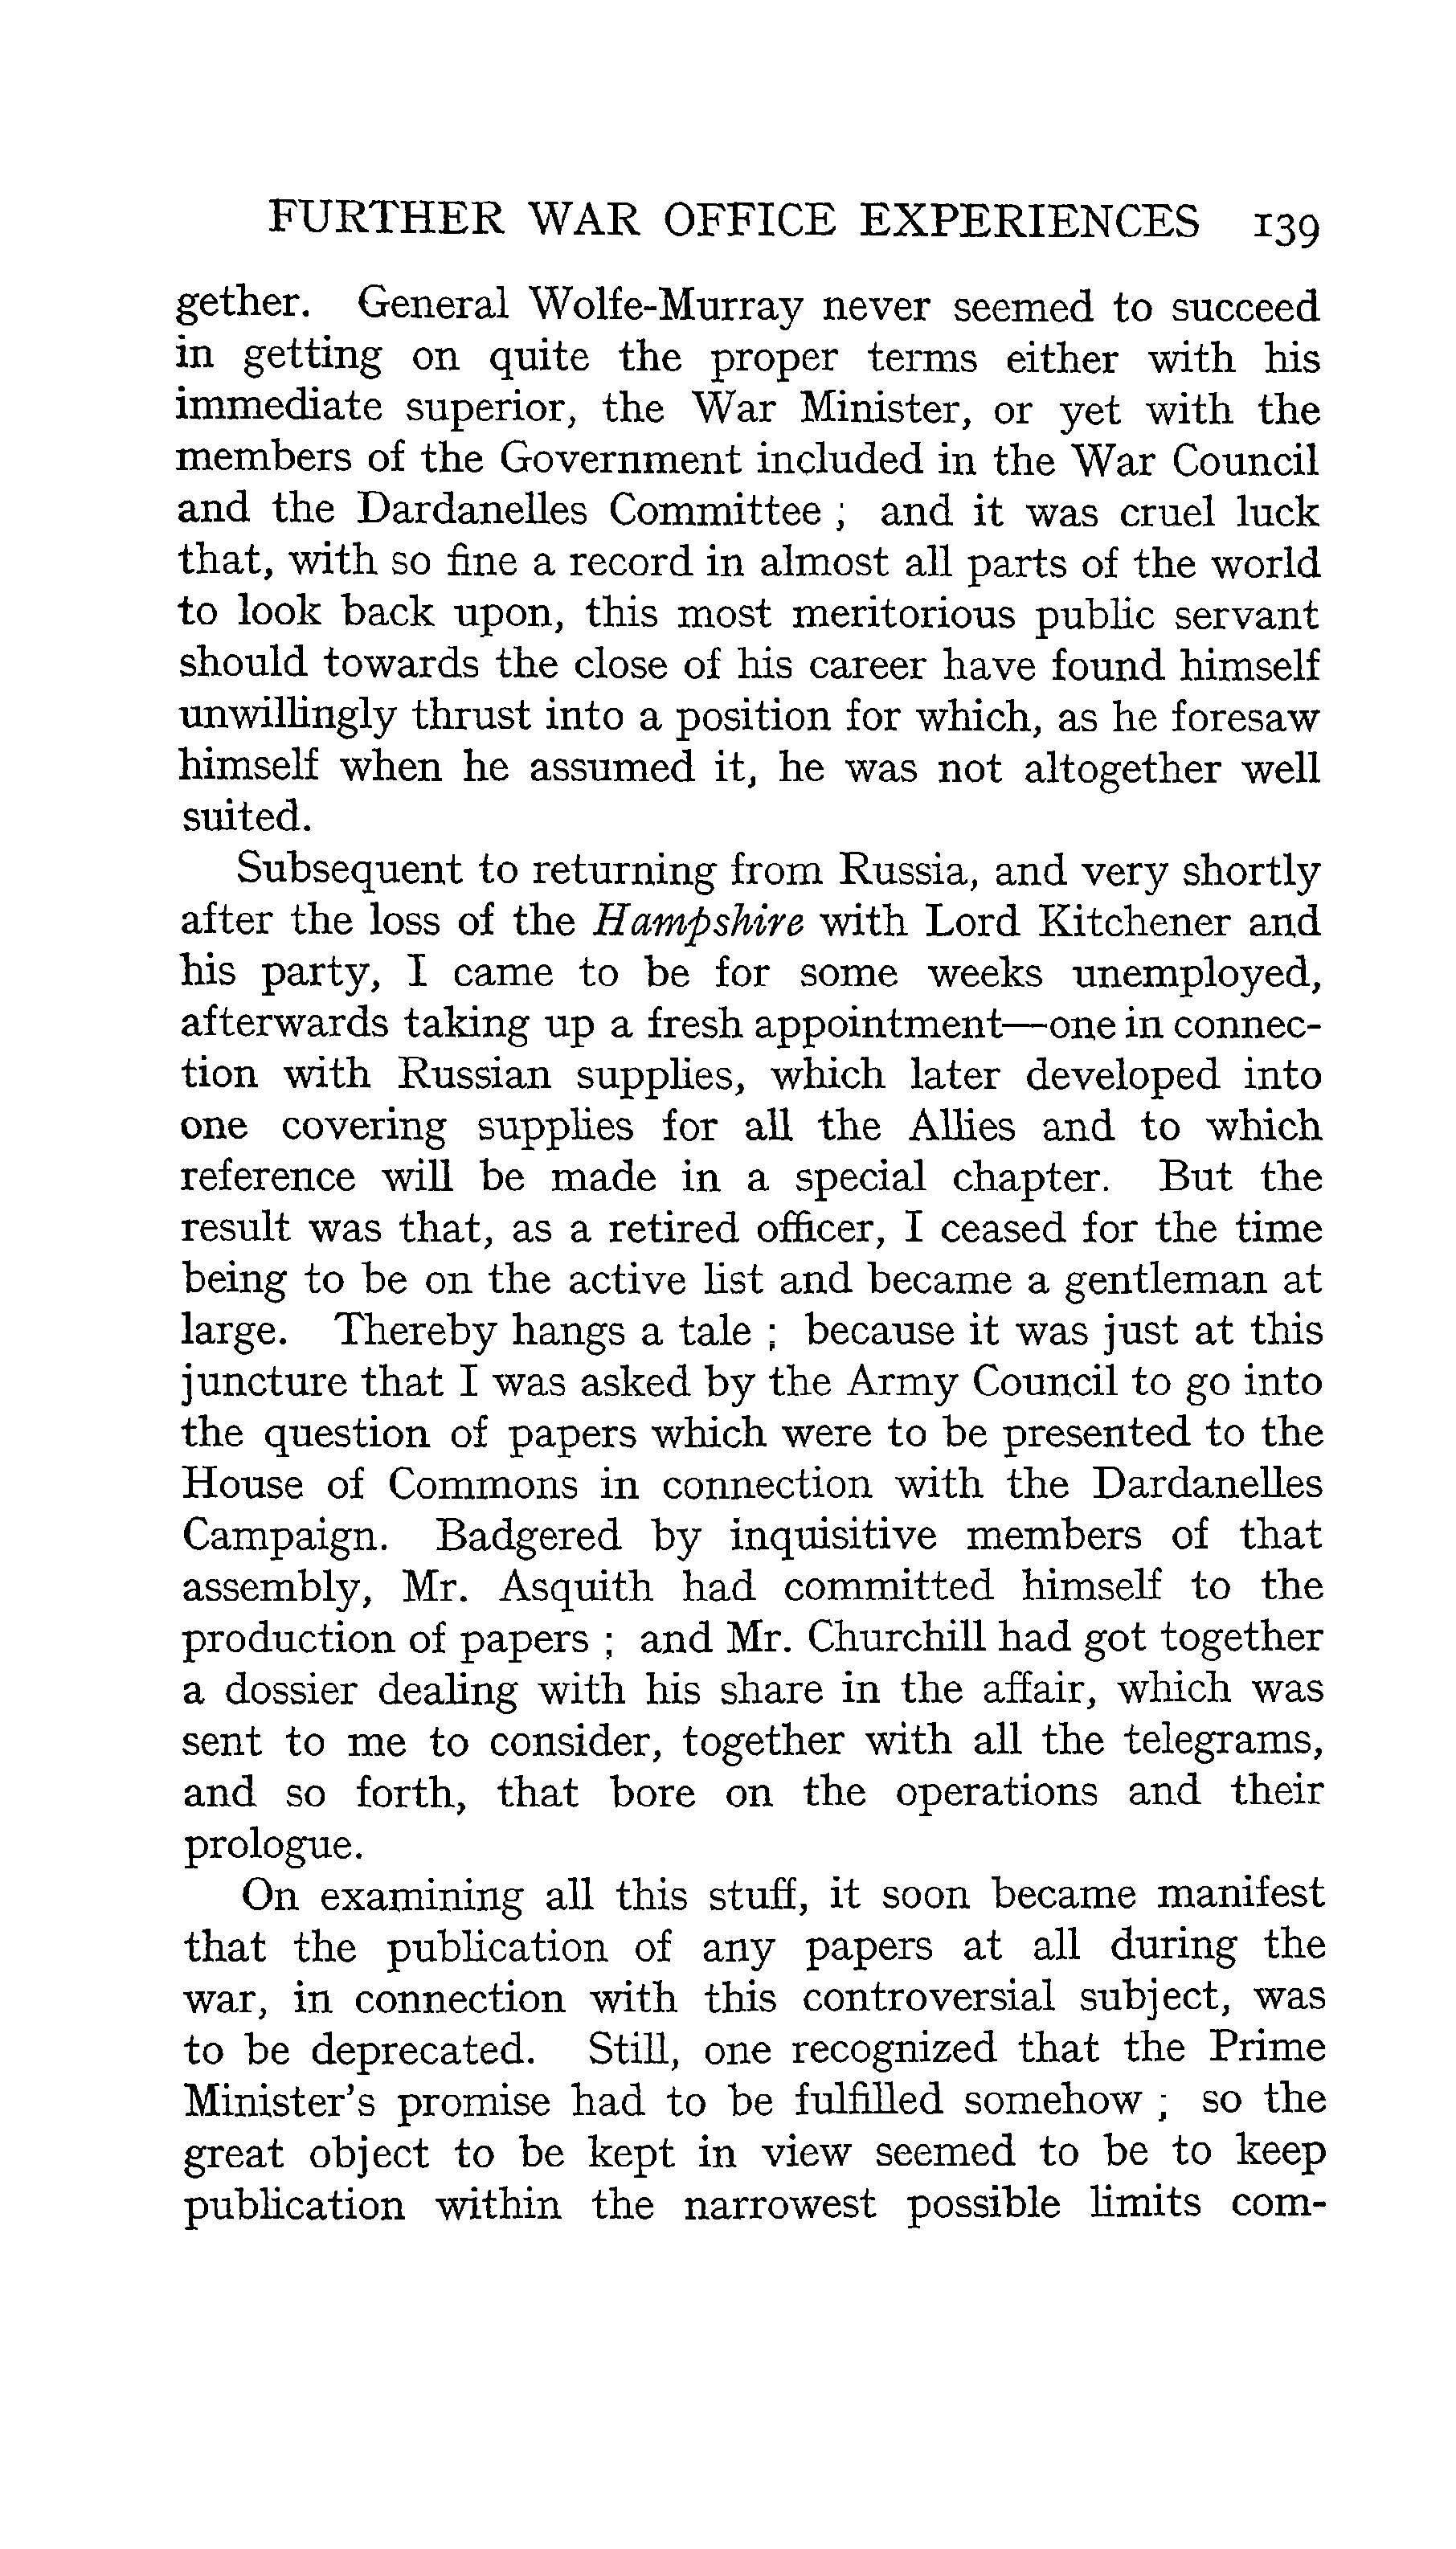 FURTHER WAR OFFICE EXPERIENCES 139
gether. General Wolfe-Murray never seemed to succeed
in getting on quite the proper terms either with his
immediate superior, the War Minister, or yet with the
members of the Government included in the War Council
and the Dardanelles Committee ; and it was cruel luck
that, with so fine a record in almost all parts of the world
to look back upon, this most meritorious public servant
should towards the close of his career have found himself
unwillingly thrust into a position for which, as he foresaw
himself when he assumed it, he was not altogether well
suited.
Subsequent to returning from Russia, and very shortly
after the loss of the Hampshire with Lord Kitchener and
his party, I came to be for some weeks unemployed,
afterwards taking up a fresh appointment—one in connec-
tion with Russian supplies, which later developed into
one covering supplies for all the Allies and to which
reference will be made in a special chapter. But the
result was that, as a retired officer, I ceased for the time
being to be on the active list and became a gentleman at
large. Thereby hangs a tale ; because it was just at this
juncture that I was asked by the Army Council to go into
the question of papers which were to be presented to the
House of Commons in connection with the Dardanelles
Campaign. Badgered by inquisitive members of that
assembly, Mr. Asquith had committed himself to the
production of papers ; and Mr. Churchill had got together
a dossier dealing with his share in the affair, which was
sent to me to consider, together with all the telegrams,
and so forth, that bore on the operations and their
prologue.
On examining all this stuff, it soon became manifest
that the publication of any papers at all during the
war, in connection with this controversial subject, was
to be deprecated. Still, one recognized that the Prime
Minister's promise had to be fulfilled somehow ; so the
great object to be kept in view seemed to be to keep
publication within the narrowest possible limits com-